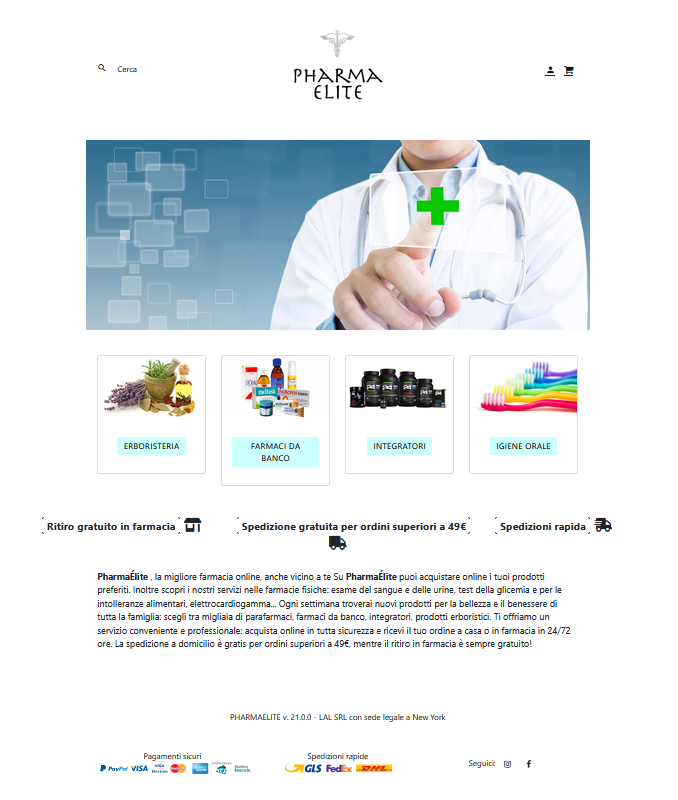 Cerca
PHARMA
ELITE
ERBORISTERIA
FARMACI DA
BANCO
INTEGRATORI
IGIENE ORALE
Ritiro gratuito in farmacia
Spedizione gratuita per ordini superiori a 49€
Spedizioni rapida
PharmaÉlite , la migliore farmacia online, anche vicino a te Su PharmaÉlite puoi acquistare online i tuoi prodotti
preferiti. Inoltre scopri i nostri servizi nelle farmacie fisiche: esame del sangue e delle urine, test della glicemia e per le
intolleranze alimentari, elettrocardiogamma... Ogni settimana troverai nuovi prodotti per la bellezza e il benessere di
tutta la famiglia: scegli tra migliaia di parafarmaci, farmaci da banco, integratori, prodotti erboristici. Ti offriamo un
servizio conveniente e professionale: acquista online in tutta sicurezza e ricevi il tuo ordine a casa o in farmacia in 24/72
ore. La spedizione a domicilio è gratis per ordini superiori a 49€, mentre il ritiro in farmacia è sempre gratuito!
PHARMAELITE v. 21.0.0 - LAL SRL con sede legale a New York
Pagamenti sicuri
PayPal VISA VISA Electron
Spedizioni rapide
GLS FedEx DHL
Seguici: